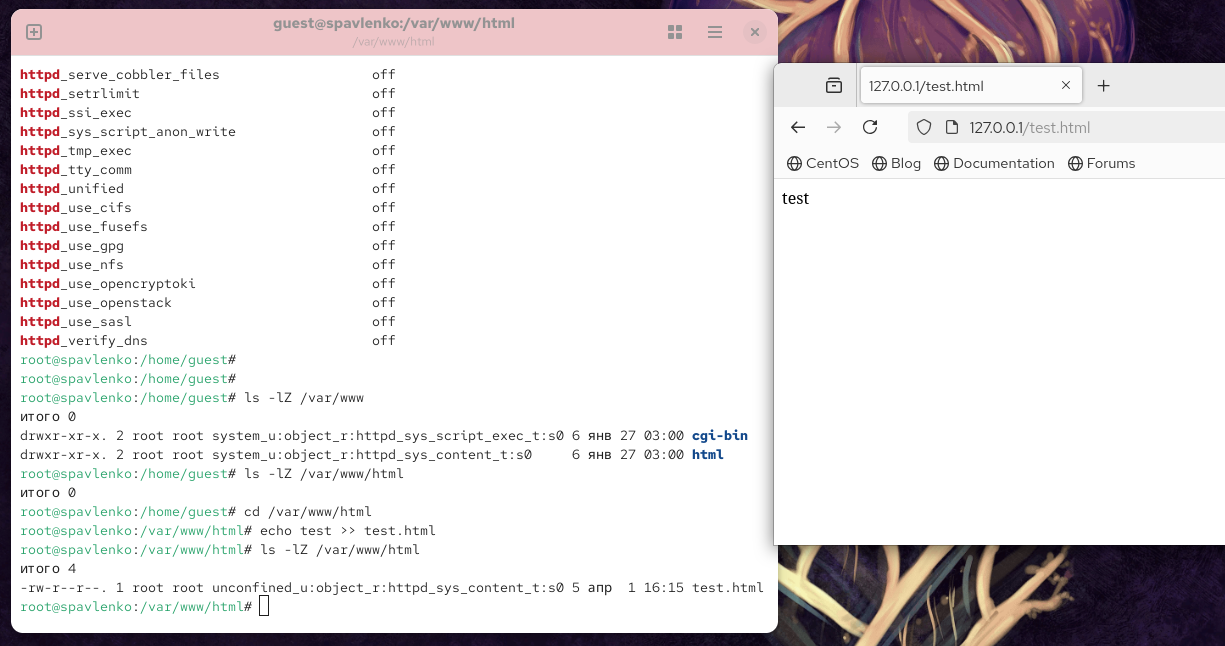 guest@spavlenko:/var/www/html
/var/www/html
httpd_serve_cobbler_files off
httpd_setrlimit off
httpd_ssi_exec off
httpd_sys_script_anon_write off
httpd_tmp_exec off
httpd_tty_comm off
httpd_unified off
httpd_use_cifs off
httpd_use_fusefs off
httpd_use_gpg off
httpd_use_nfs off
httpd_use_opencryptoki off
httpd_use_openstack off
httpd_use_sasl off
httpd_verify_dns off
root@spavlenko:/home/guest#
root@spavlenko:/home/guest#
root@spavlenko:/home/guest# ls -lZ /var/www
итого 0
drwxr-xr-x. 2 root root system_u:object_r:httpd_sys_script_exec_t:s0 6 янв 27 03:00 cgi-bin
drwxr-xr-x. 2 root root system_u:object_r:httpd_sys_content_t:s0 6 янв 27 03:00 html
root@spavlenko:/home/guest# ls -lZ /var/www/html
итого 0
root@spavlenko:/home/guest# cd /var/www/html
root@spavlenko:/var/www/html# echo test >> test.html
root@spavlenko:/var/www/html# ls -lZ /var/www/html
итого 4
-rw-r--r--. 1 root root unconfined_u:object_r:httpd_sys_content_t:s0 5 апр 1 16:15 test.html
root@spavlenko:/var/www/html#
127.0.0.1/test.html
127.0.0.1/test.html
CentOS Blog Documentation Forums
test